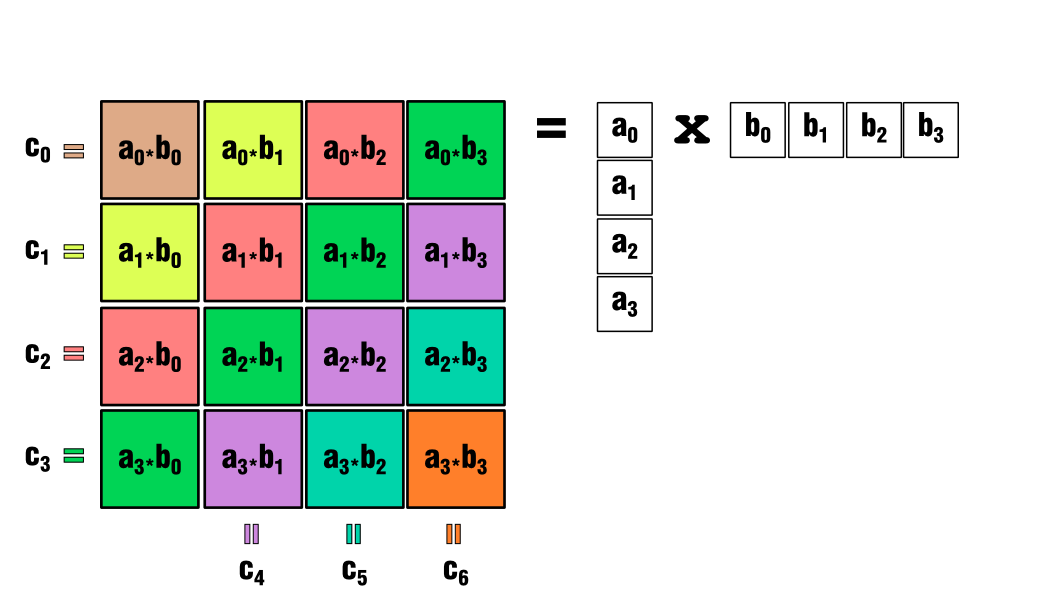 c₀ = a₀*b₀ a₀*b₁ a₀*b₂ a₀*b₃ = a₀ x b₀ b₁ b₂ b₃
a₁
c₁ = a₁*b₀ a₁*b₁ a₁*b₂ a₁*b₃
a₂
a₃
c₂ = a₂*b₀ a₂*b₁ a₂*b₂ a₂*b₃
c₃ = a₃*b₀ a₃*b₁ a₃*b₂ a₃*b₃
= = =
c₄ c₅ c₆